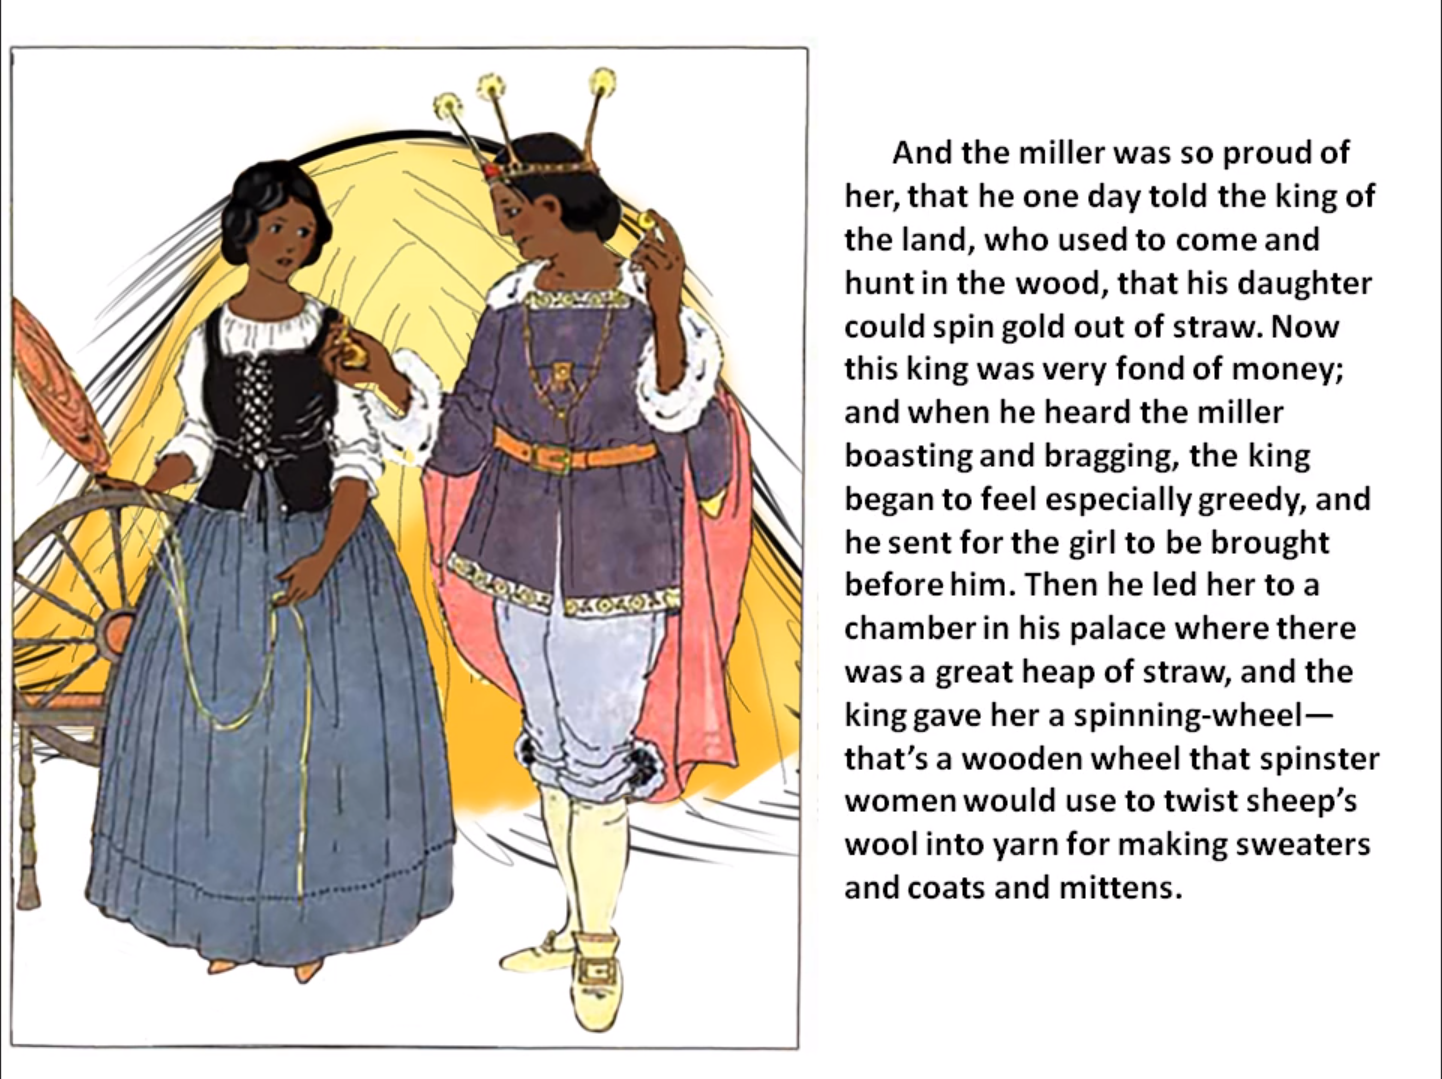 And the miller was so proud of
her, that he one day told the king of
the land, who used to come and
hunt in the wood, that his daughter
could spin gold out of straw. Now
this king was very fond of money;
and when he heard the miller
boasting and bragging, the king
began to feel especially greedy, and
he sent for the girl to be brought
before him. Then he led her to a
chamber in his palace where there
was a great heap of straw, and the
king gave her a spinning-wheel—
that’s a wooden wheel that spinster
women would use to twist sheep’s
wool into yarn for making sweaters
and coats and mittens.